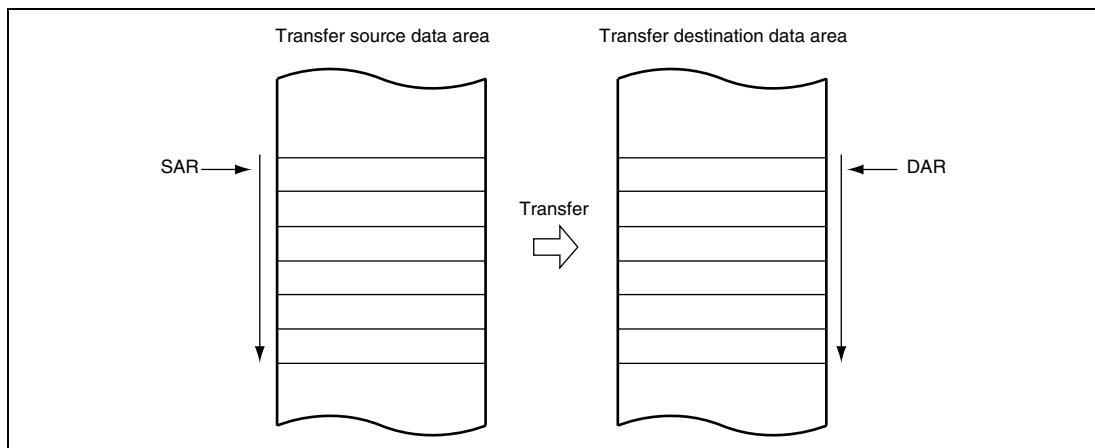 Transfer source data area
Transfer destination data area
SAR
DAR
Transfer